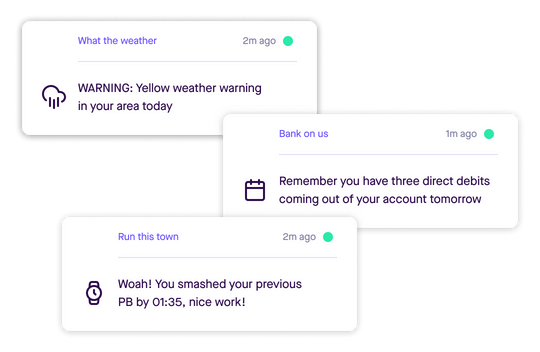 What the weather
2m ago
WARNING: Yellow weather warning
in your area today
Bank on us
1m ago
Remember you have three direct debits
coming out of your account tomorrow
Run this town
2m ago
Woah! You smashed your previous
PB by 01:35, nice work!